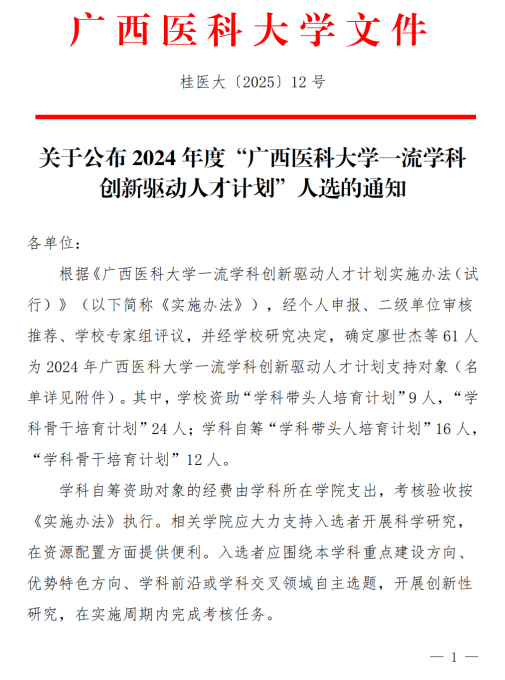 广西医科大学文件
桂医大〔2025〕12 号
关于公布 2024 年度“广西医科大学一流学科
创新驱动人才计划”人选的通知
各单位：
根据《广西医科大学一流学科创新驱动人才计划实施办法（试
行）》（以下简称《实施办法》），经个人申报、二级单位审核
推荐、学校专家组评议，并经学校研究决定，确定廖世杰等 61 人
为 2024 年广西医科大学一流学科创新驱动人才计划支持对象（名
单详见附件）。其中，学校资助“学科带头人培育计划”9 人，“学
科骨干培育计划”24 人；学科自筹“学科带头人培育计划”16 人，
“学科骨干培育计划”12 人。
学科自筹资助对象的经费由学科所在学院支出，考核验收按
《实施办法》执行。相关学院应大力支持入选者开展科学研究，
在资源配置方面提供便利。入选者应围绕本学科重点建设方向、
优势特色方向、学科前沿或学科交叉领域自主选题，开展创新性
研究，在实施周期内完成考核任务。
— 1 —